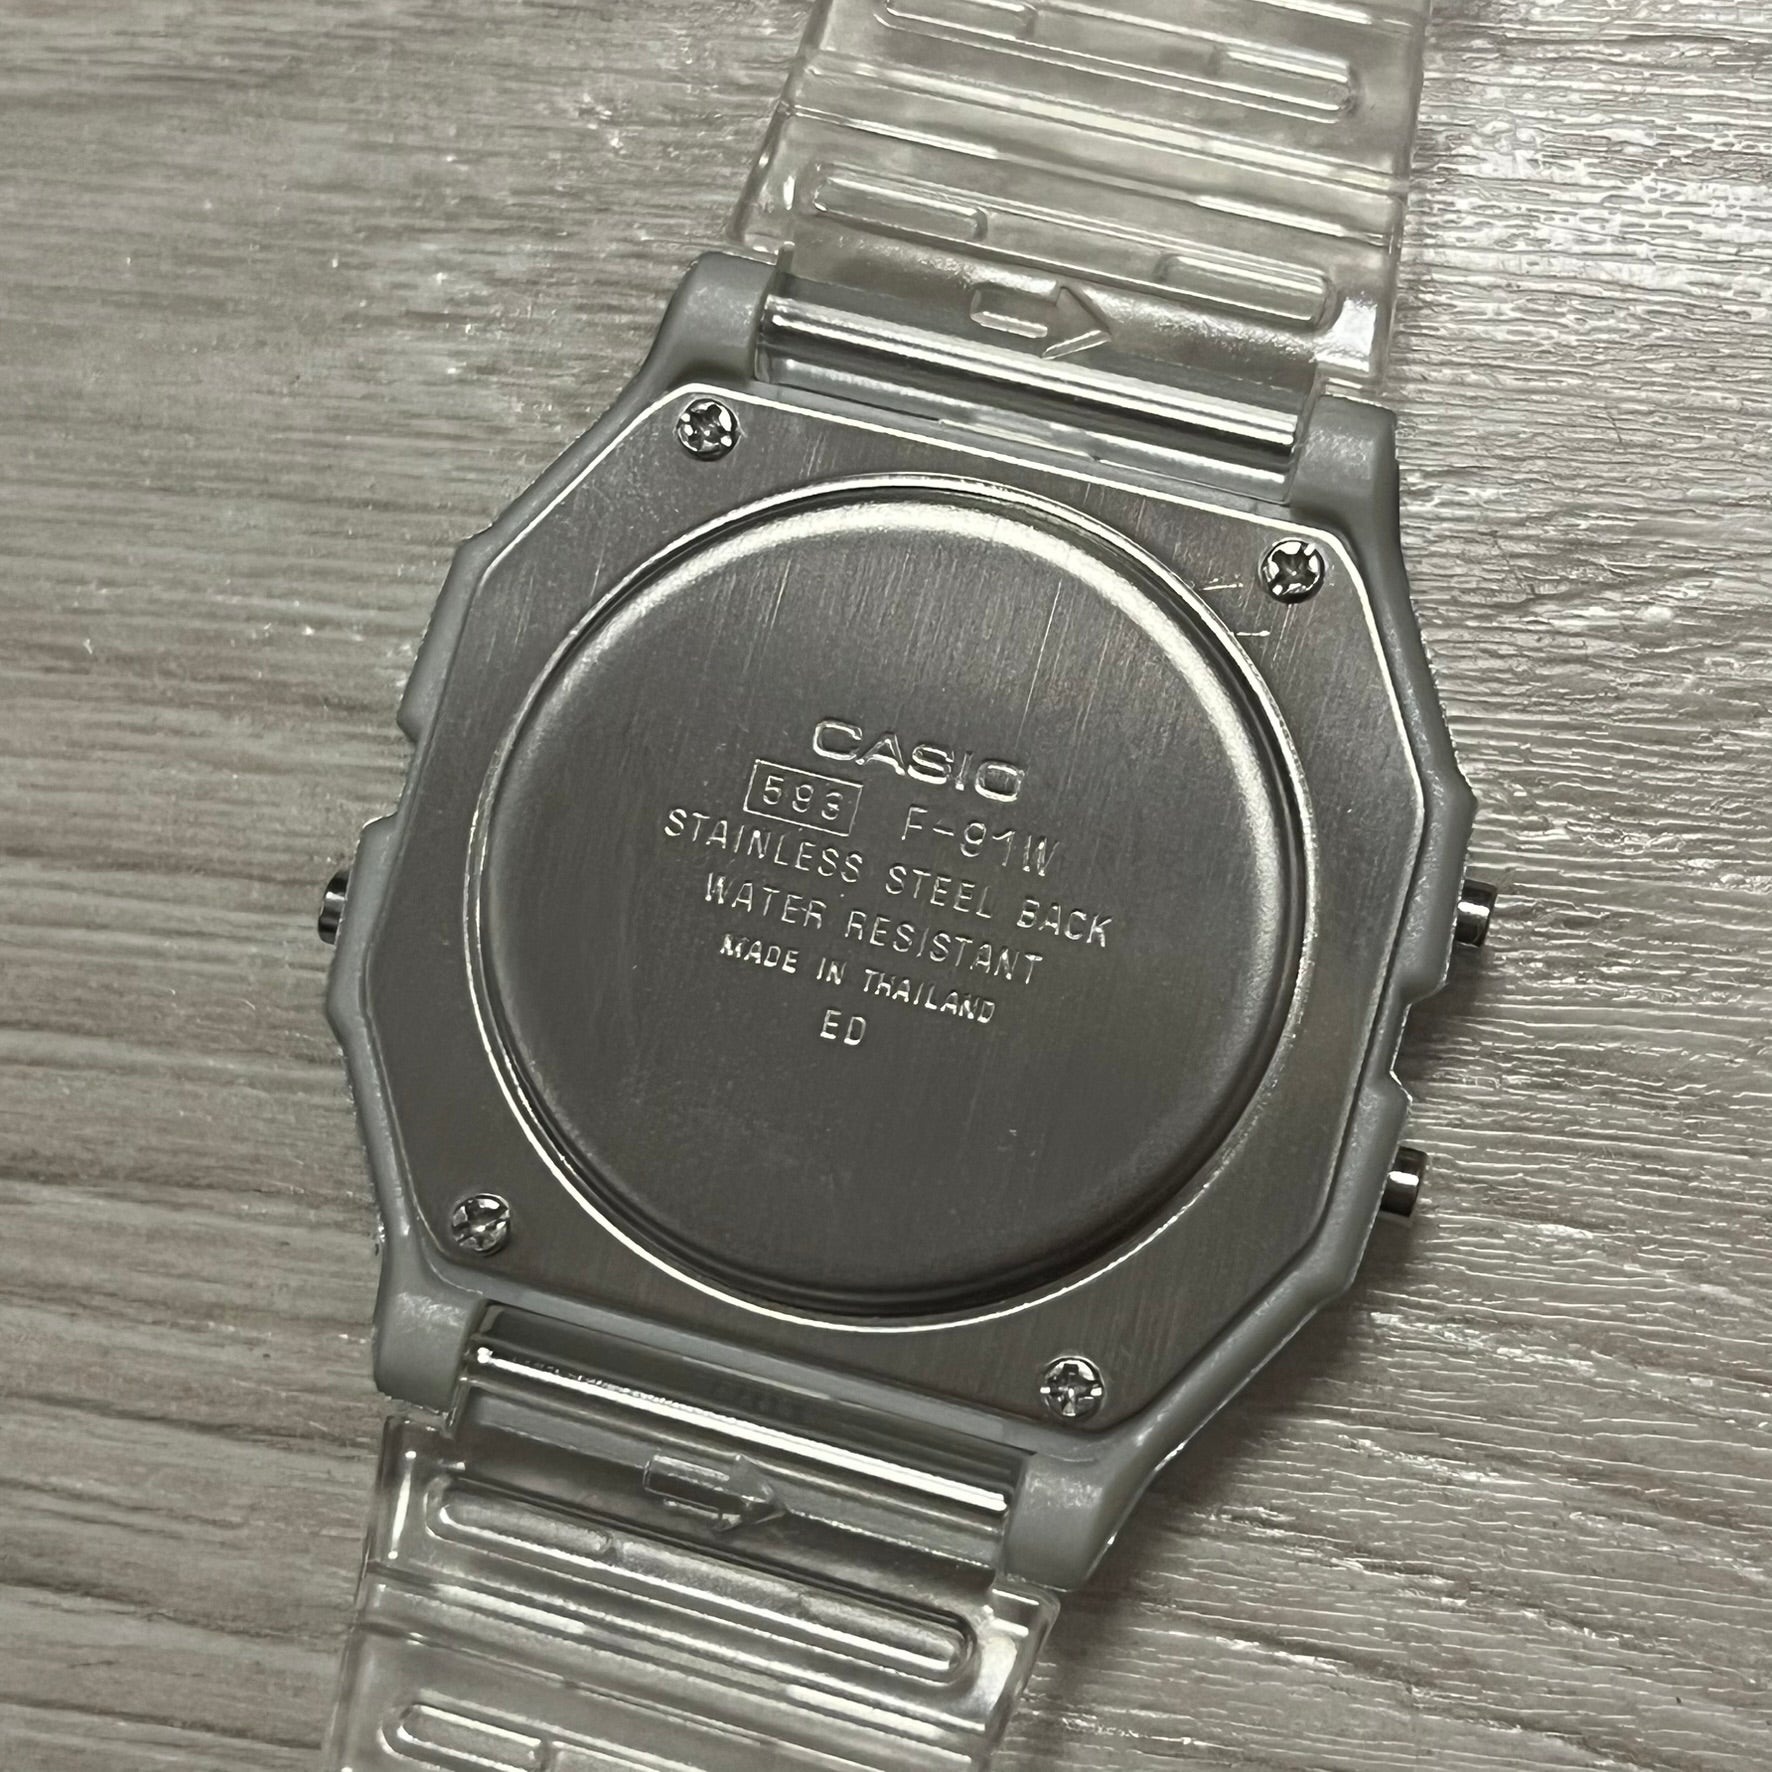 CASIO
593 F-91W
STAINLESS STEEL BACK
WATER RESISTANT
MADE IN THAILAND
ED